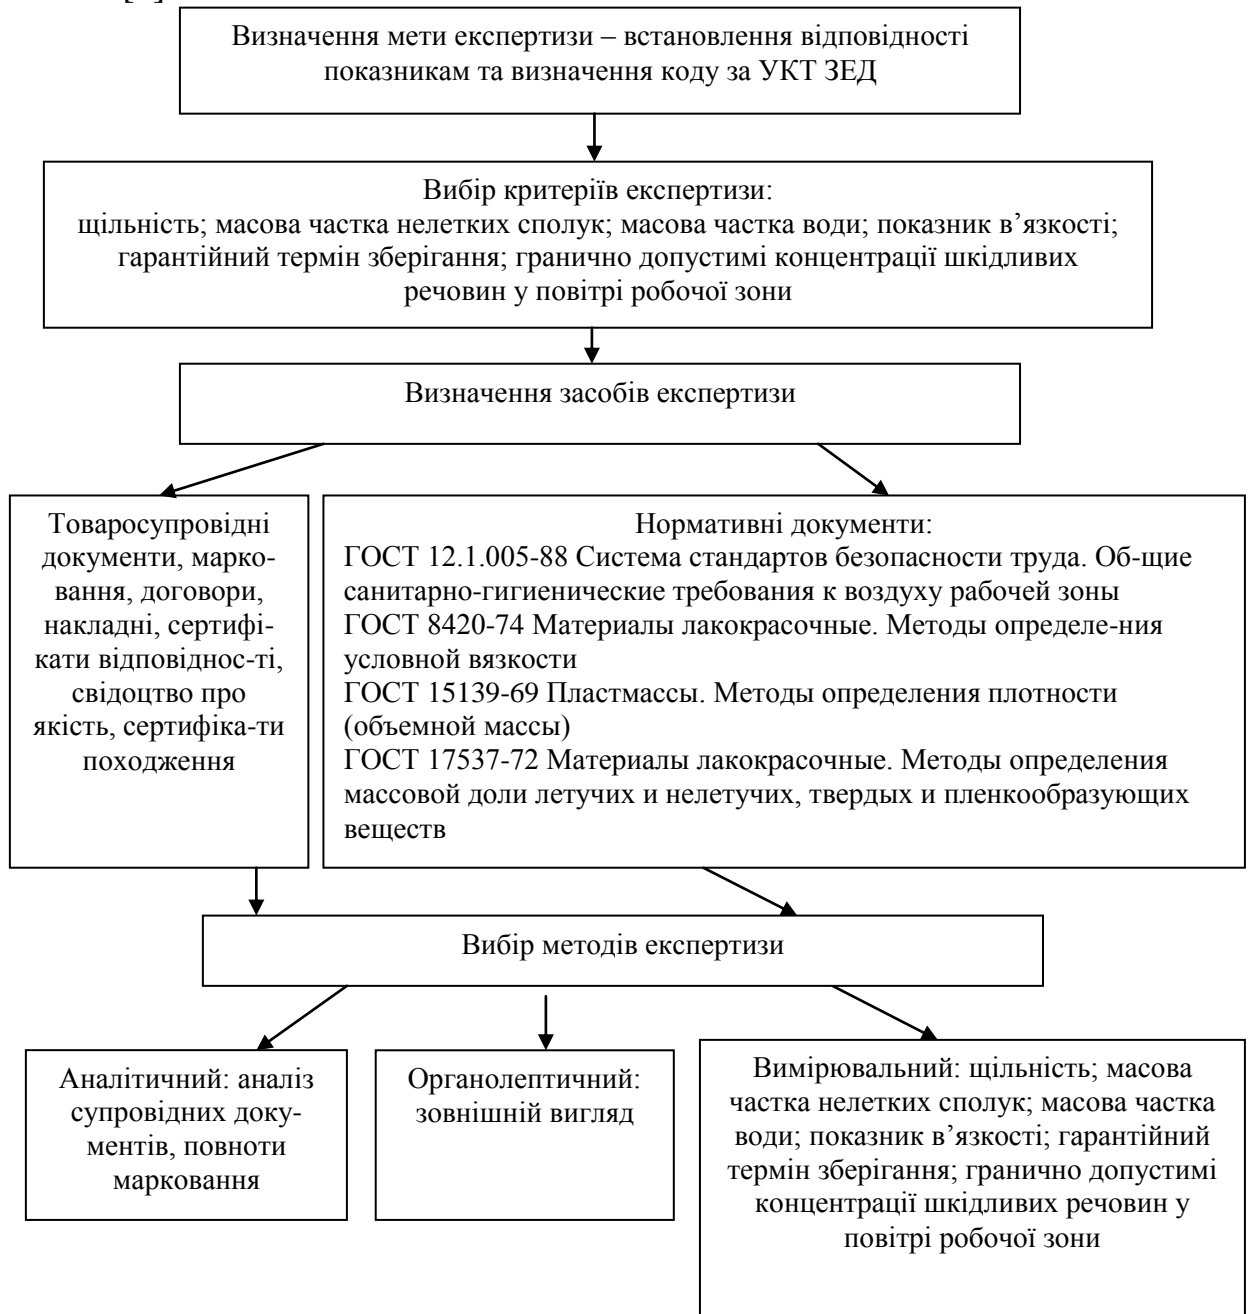 Визначення мети експертизи – встановлення відповідності
показникам та визначення коду за УКТ ЗЕД
Вибір критеріїв експертизи:
щільність; масова частка нелетких сполук; масова частка води; показник в’язкості;
гарантійний термін зберігання; гранично допустимі концентрації шкідливих
речовин у повітрі робочої зони
Визначення засобів експертизи
Товаросупровідні
документи, марко-
вання, договори,
накладні, сертифі-
кати відповіднос-ті,
свідоцтво про
якість, сертифіка-ти
походження
Нормативні документи:
ГОСТ 12.1.005-88 Система стандартов безопасности труда. Об-щие
санитарно-гигиенические требования к воздуху рабочей зоны
ГОСТ 8420-74 Материалы лакокрасочные. Методы определе-ния
условной вязкости
ГОСТ 15139-69 Пластмассы. Методы определения плотности
(объемной массы)
ГОСТ 17537-72 Материалы лакокрасочные. Методы определения
массовой доли летучих и нелетучих, твердых и пленкообразующих
веществ
Вибір методів експертизи
Аналітичний: аналіз
супровідних доку-
ментів, повноти
марковання
Органолептичний:
зовнішній вигляд
Вимірювальний: щільність; масова
частка нелетких сполук; масова частка
води; показник в’язкості; гарантійний
термін зберігання; гранично допустимі
концентрації шкідливих речовин у
повітрі робочої зони